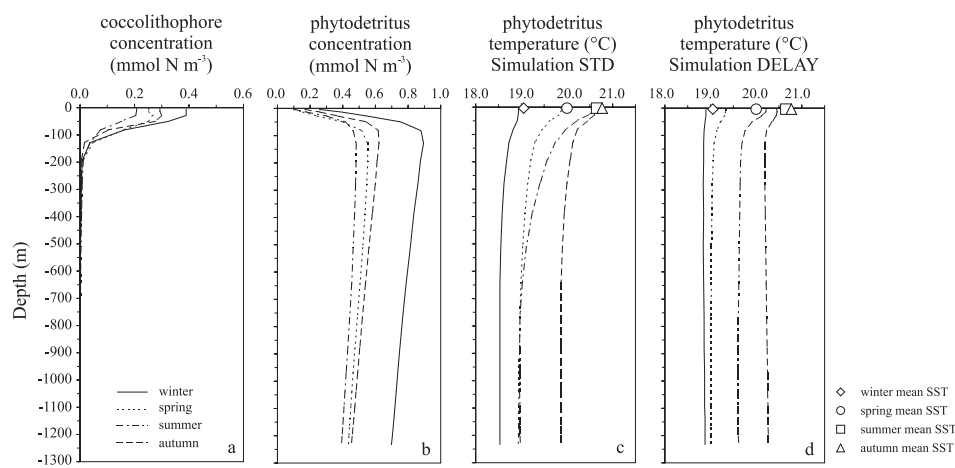 coccolithophore
concentration
(mmol N m⁻³)
phytodetritus
concentration
(mmol N m⁻³)
phytodetritus
temperature (°C)
Simulation STD
phytodetritus
temperature (°C)
Simulation DELAY
0.0 0.2 0.4 0.6
0.0 0.2 0.4 0.6 0.8 1.0
18.0 19.0 20.0 21.0
18.0 19.0 20.0 21.0
Depth (m)
0
-100
-200
-300
-400
-500
-600
-700
-800
-900
-1000
-1100
-1200
-1300
winter
spring
summer
autumn
a
b
c
d
winter mean SST
spring mean SST
summer mean SST
autumn mean SST